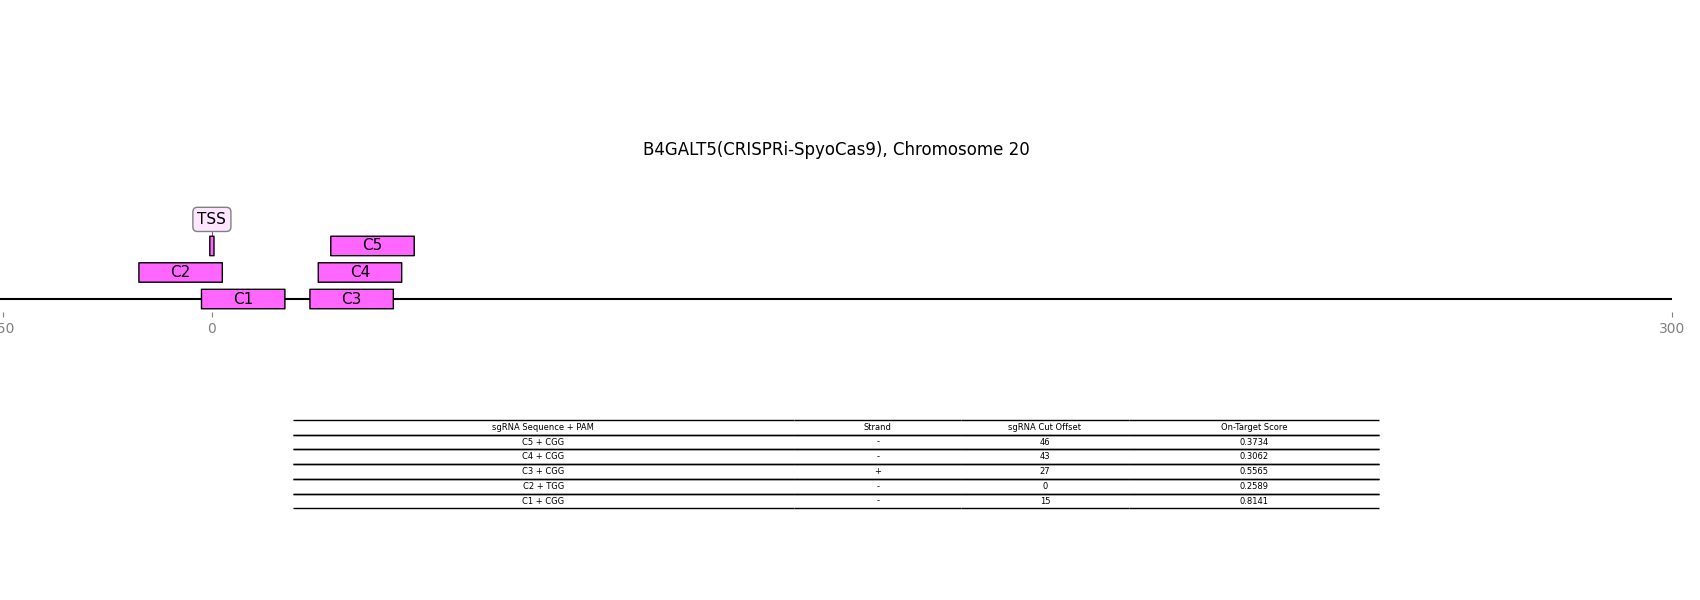 B4GALT5(CRISPRi-SpyoCas9), Chromosome 20
TSS
C5
C2
C4
C1
C3
50 0 300
sgRNA Sequence + PAM Strand sgRNA Cut Offset On-Target Score
C5 + CGG - 46 0.3734
C4 + CGG - 43 0.3062
C3 + CGG + 27 0.5565
C2 + TGG - 0 0.2589
C1 + CGG - 15 0.8141